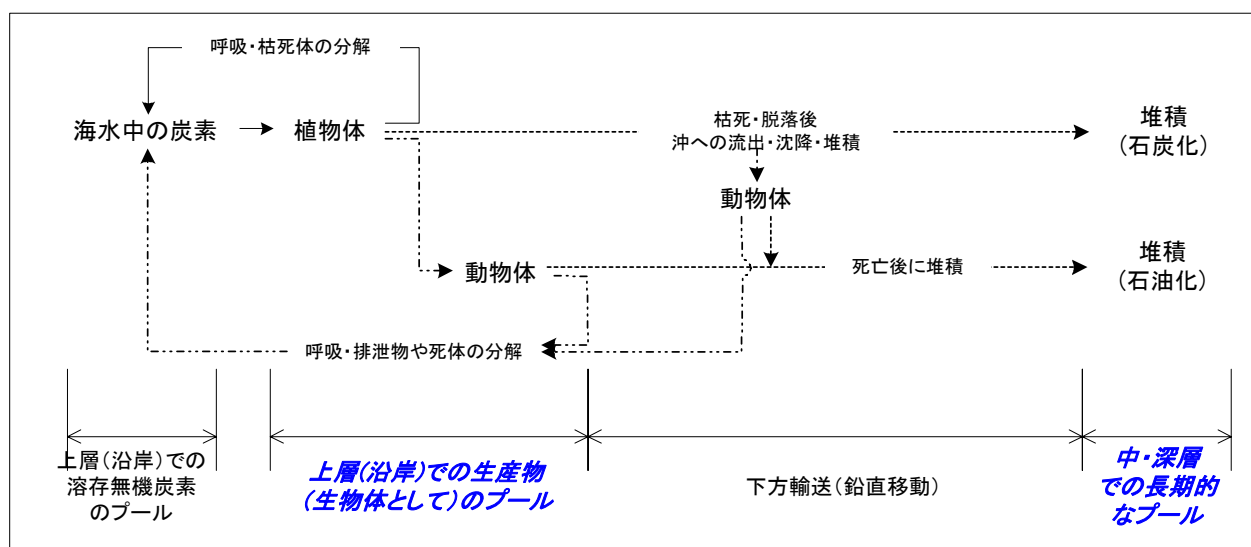 呼吸・枯死体の分解
海水中の炭素
植物体
枯死・脱落後
沖への流出・沈降・堆積
堆積
(石炭化)
動物体
動物体
死亡後に堆積
堆積
(石油化)
呼吸・排泄物や死体の分解
上層(沿岸)での
溶存無機炭素
のプール
上層(沿岸)での生産物
(生物体として)のプール
下方輸送(鉛直移動)
中・深層
での長期的
なプール